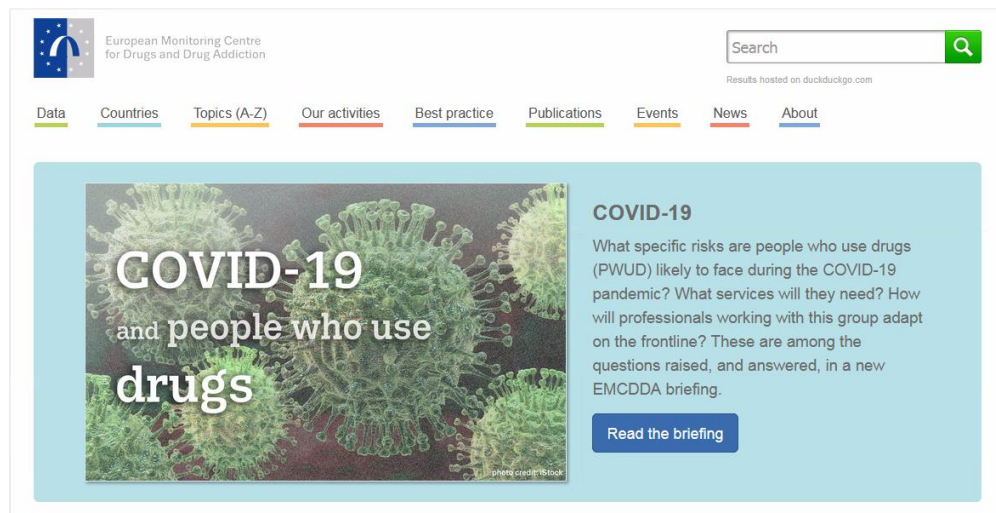 European Monitoring Centre
for Drugs and Drug Addiction
Search
Results hosted on duckduckgo.com
Data Countries Topics (A-Z) Our activities Best practice Publications Events News About
COVID-19
and people who use
drugs
photo credit: iStock
COVID-19
What specific risks are people who use drugs
(PWUD) likely to face during the COVID-19
pandemic? What services will they need? How
will professionals working with this group adapt
on the frontline? These are among the
questions raised, and answered, in a new
EMCDDA briefing.
Read the briefing